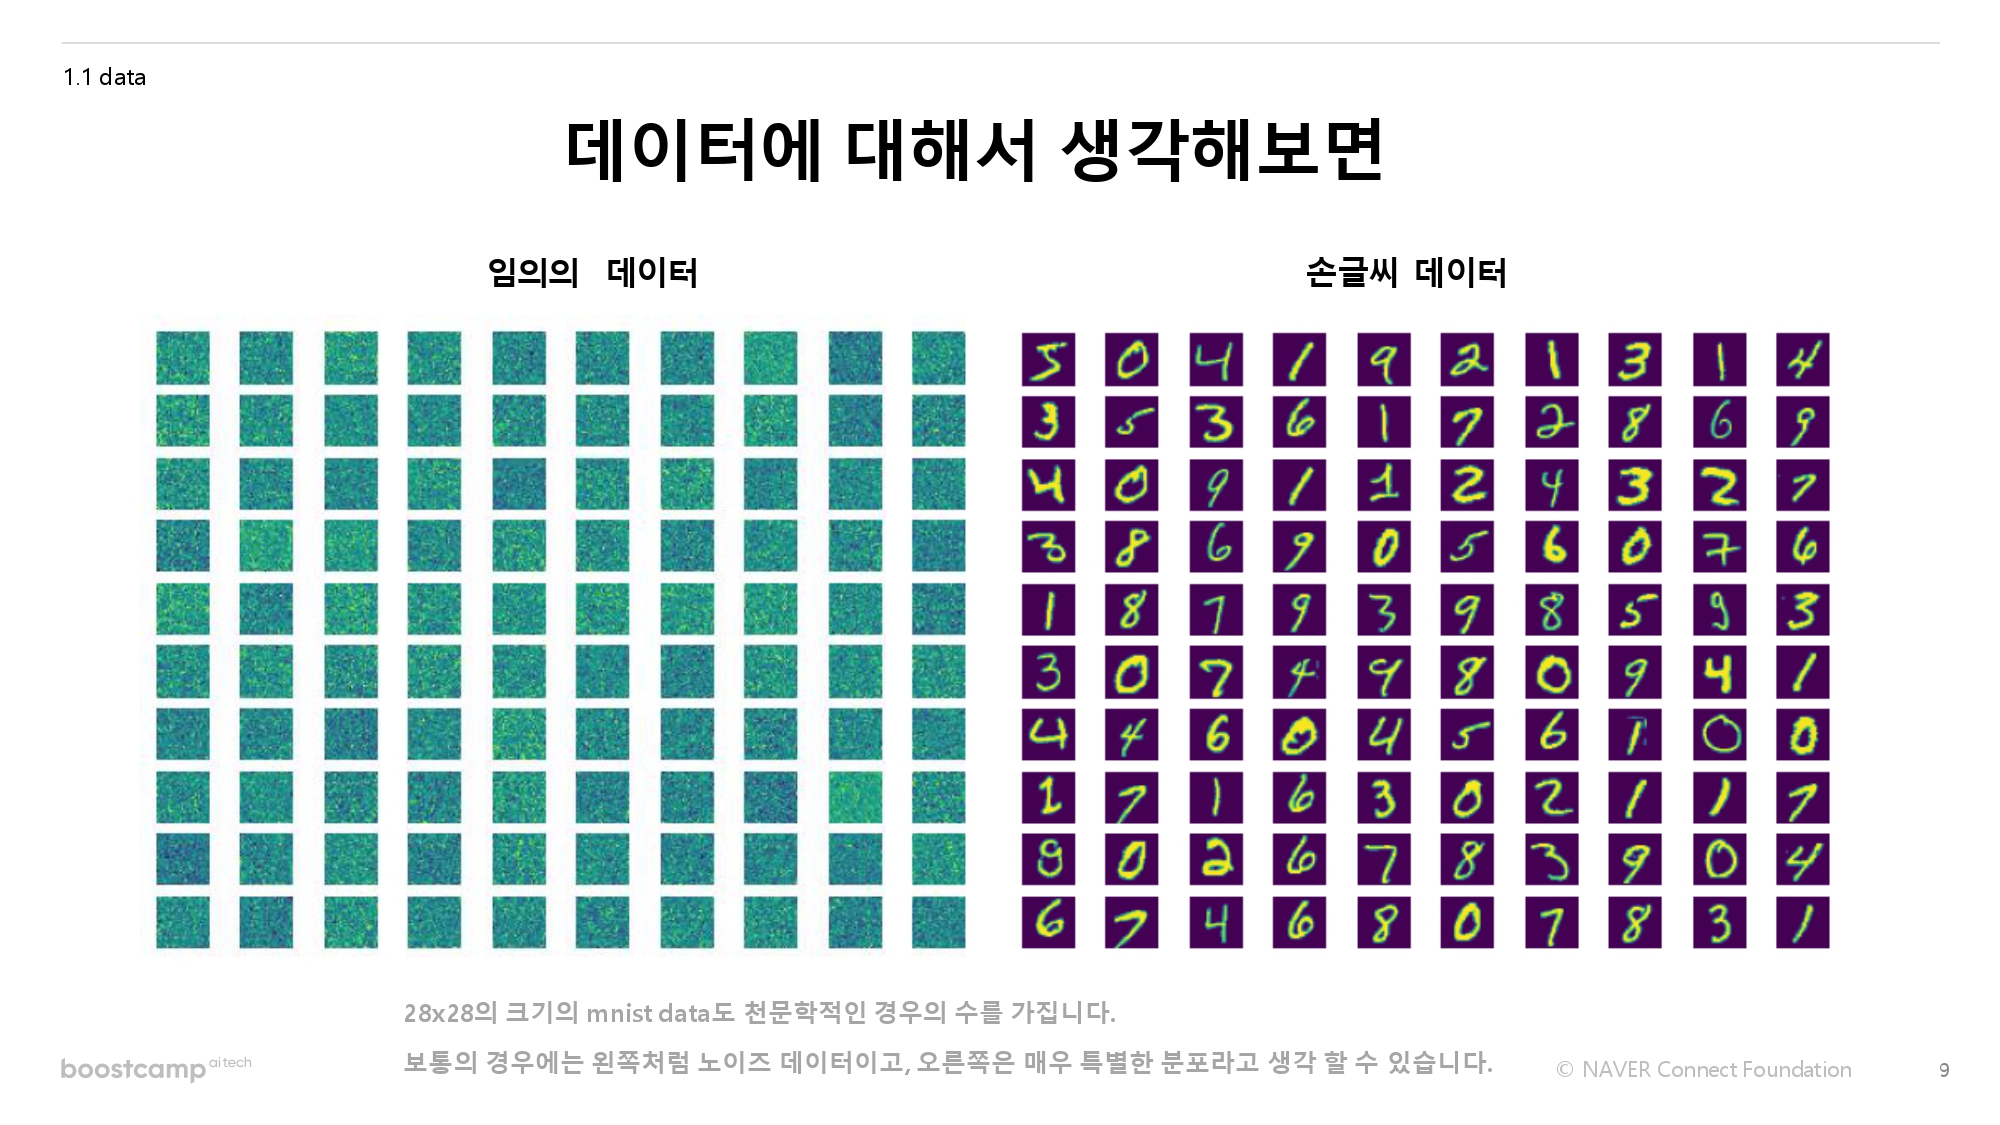 1.1 data
데이터에 대해서 생각해보면
임의의 데이터
손글씨 데이터
5 0 4 1 9 2 1 3 1 4
3 5 3 6 1 7 2 8 6 9
4 0 9 1 1 2 4 3 2 7
3 8 6 9 0 5 6 0 7 6
1 8 7 9 3 9 8 5 9 3
3 0 7 4 9 8 0 9 4 1
4 4 6 0 4 5 6 1 0 0
1 7 1 6 3 0 2 1 1 7
9 0 2 6 7 8 3 9 0 4
6 7 4 6 8 0 7 8 3 1
28x28의 크기의 mnist data도 천문학적인 경우의 수를 가집니다.
보통의 경우에는 왼쪽처럼 노이즈 데이터이고, 오른쪽은 매우 특별한 분포라고 생각 할 수 있습니다.
boostcamp ai tech
© NAVER Connect Foundation
9